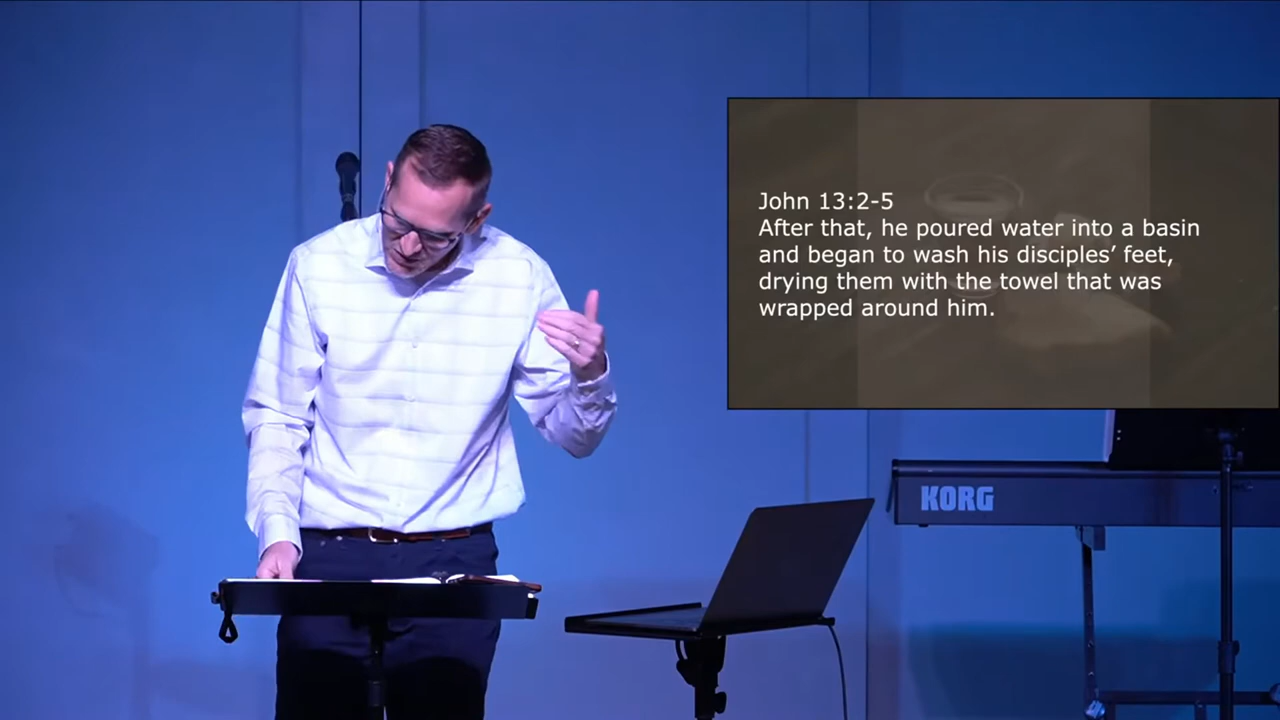 John 13:2-5
After that, he poured water into a basin
and began to wash his disciples’ feet,
drying them with the towel that was
wrapped around him.
KORG